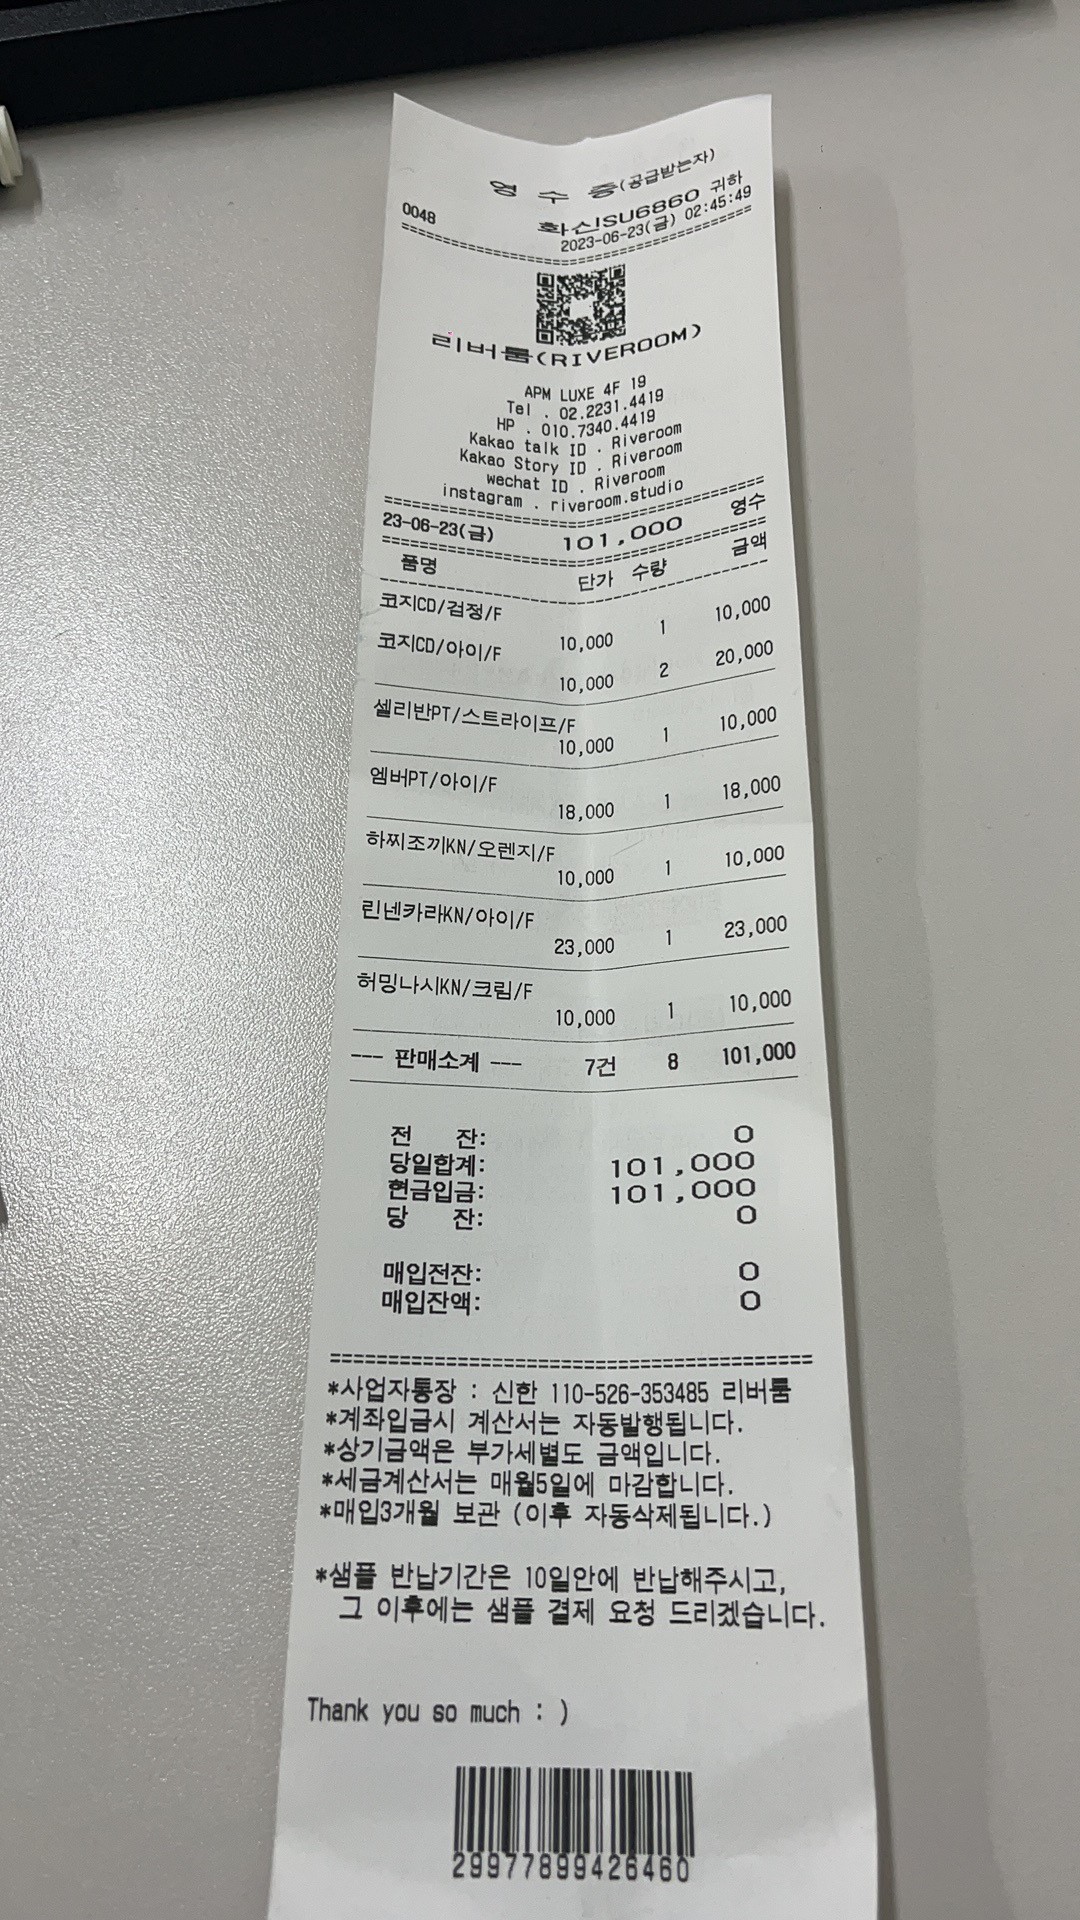 영 수 증(공급받는자)
0048
화신SU6860 귀하
2023-06-23(금) 02:45:49
리버룸(RIVEROOM)
APM LUXE 4F 19
Tel . 02.2231.4419
HP . 010.7340.4419
Kakao talk ID . Riveroom
Kakao Story ID . Riveroom
wechat ID . Riveroom
instagram . riveroom.studio
23-06-23(금) 101,000 영수
품명 단가 수량 금액
코지CD/검정/F
10,000 1 10,000
코지CD/아이/F
10,000 2 20,000
셀리반PT/스트라이프/F
10,000 1 10,000
엠버PT/아이/F
18,000 1 18,000
하찌조끼KN/오렌지/F
10,000 1 10,000
린넨카라KN/아이/F
23,000 1 23,000
허밍나시KN/크림/F
10,000 1 10,000
--- 판매소계 --- 7건 8 101,000
전 잔: 0
당일합계: 101,000
현금입금: 101,000
당 잔: 0
매입전잔: 0
매입잔액: 0
*사업자통장 : 신한 110-526-353485 리버룸
*계좌입금시 계산서는 자동발행됩니다.
*상기금액은 부가세별도 금액입니다.
*세금계산서는 매월5일에 마감합니다.
*매입3개월 보관 (이후 자동삭제됩니다.)
*샘플 반납기간은 10일안에 반납해주시고,
그 이후에는 샘플 결제 요청 드리겠습니다.
Thank you so much : )
29977899426460